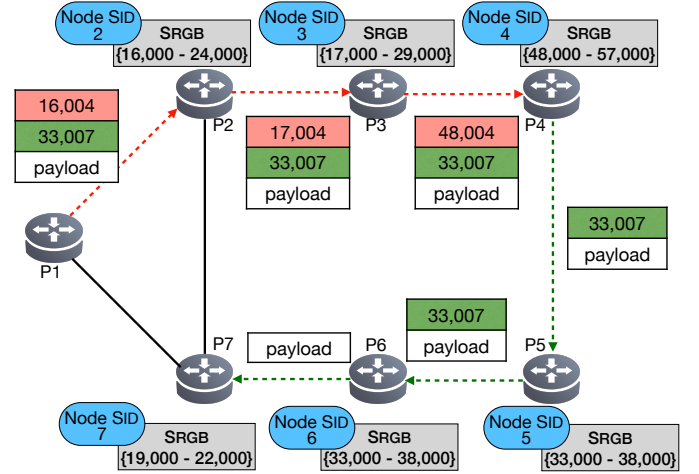 Node SID
2
SRGB
{16,000 - 24,000}
Node SID
3
SRGB
{17,000 - 29,000}
Node SID
4
SRGB
{48,000 - 57,000}
16,004
33,007
payload
P2
17,004
33,007
payload
P3
48,004
33,007
payload
P4
P1
33,007
payload
P7
payload
P6
33,007
payload
P5
Node SID
7
SRGB
{19,000 - 22,000}
Node SID
6
SRGB
{33,000 - 38,000}
Node SID
5
SRGB
{33,000 - 38,000}